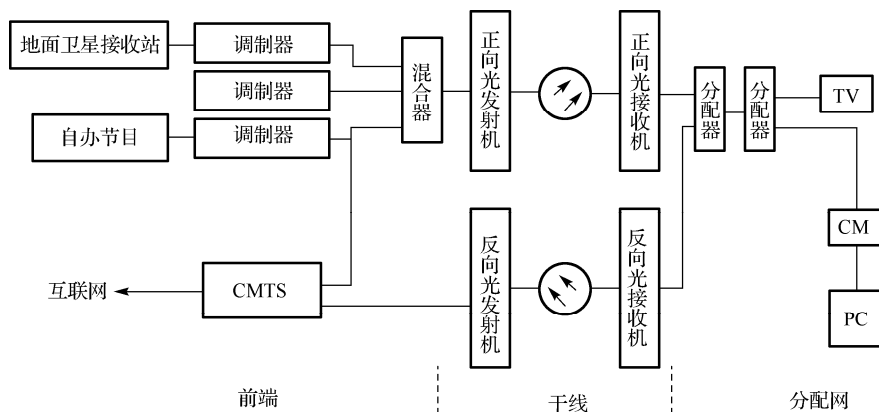 地面卫星接收站
调制器
调制器
自办节目
调制器
混合器
正向光发射机
正向光接收机
分配器
分配器
TV
CM
PC
互联网
CMTS
反向光发射机
反向光接收机
前端
干线
分配网